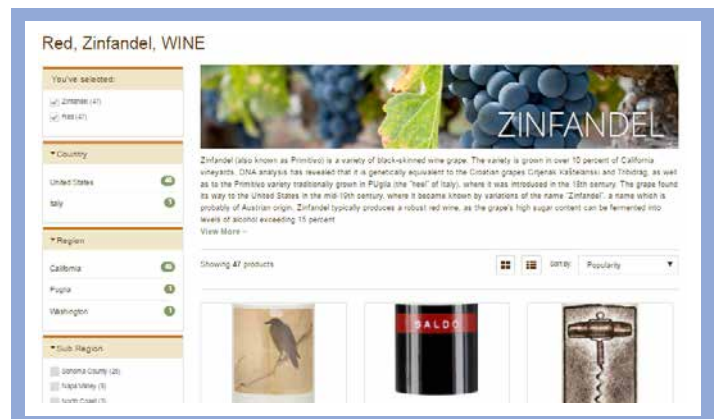 Red, Zinfandel, WINE
You've selected:
Zinfandel (47)
Red (47)
Country
United States
Italy
Region
California
Puglia
Washington
Sub Region
Sonoma County (26)
Napa Valley (9)
North Coast (3)
ZINFANDEL
Zinfandel (also known as Primitivo) is a variety of black-skinned wine grape. The variety is grown in over 10 percent of California
vineyards. DNA analysis has revealed that it is genetically equivalent to the Croatian grapes Crljenak Kaštelanski and Tribidrag, as well
as to the Primitivo variety traditionally grown in PUglia (the "heel" of Italy), where it was introduced in the 18th century. The grape found
its way to the United States in the mid-19th century, where it became known by variations of the name "Zinfandel", a name which is
probably of Austrian origin. Zinfandel typically produces a robust red wine, as the grape's high sugar content can be fermented into
levels of alcohol exceeding 15 percent
View More
Showing 47 products
Sort By: Popularity
SALDO